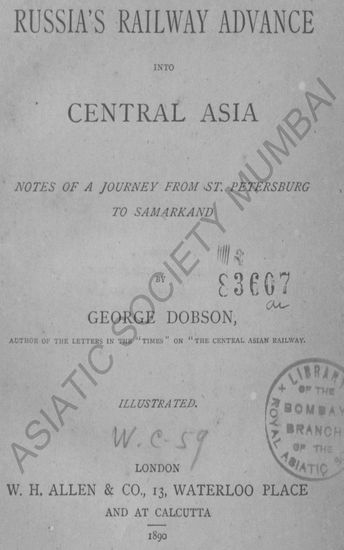 RUSSIA'S RAILWAY ADVANCE
INTO
CENTRAL ASIA
NOTES OF A JOURNEY FROM ST. PETERSBURG
TO SAMARKAND
BY
83667
GEORGE DOBSON,
AUTHOR OF THE LETTERS IN THE "TIMES" ON "THE CENTRAL ASIAN RAILWAY.
ILLUSTRATED.
W.C-59
LIBRARY
OF THE
BOMBAY
BRANCH
OF THE
ROYAL ASIATIC
LONDON
W. H. ALLEN & CO., 13, WATERLOO PLACE
AND AT CALCUTTA
1890
ASIATIC SOCIETY MUMBAI